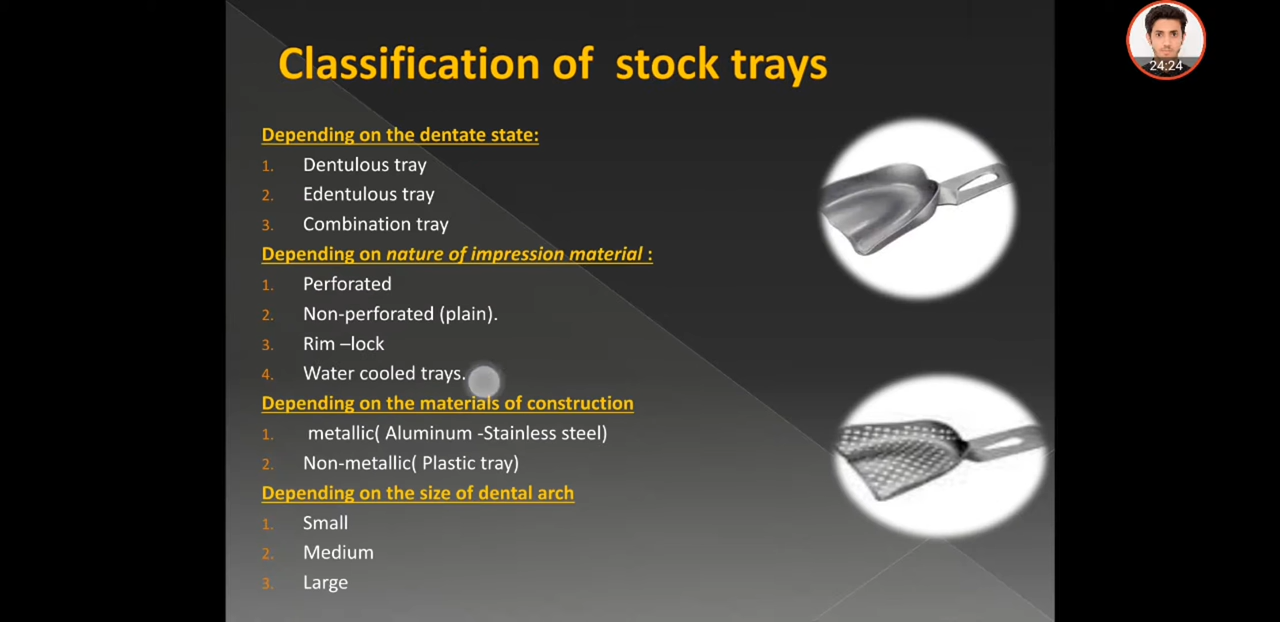 Classification of stock trays
24:24
Depending on the dentate state:
1. Dentulous tray
2. Edentulous tray
3. Combination tray
Depending on nature of impression material :
1. Perforated
2. Non-perforated (plain).
3. Rim –lock
4. Water cooled trays.
Depending on the materials of construction
1. metallic( Aluminum -Stainless steel)
2. Non-metallic( Plastic tray)
Depending on the size of dental arch
1. Small
2. Medium
3. Large